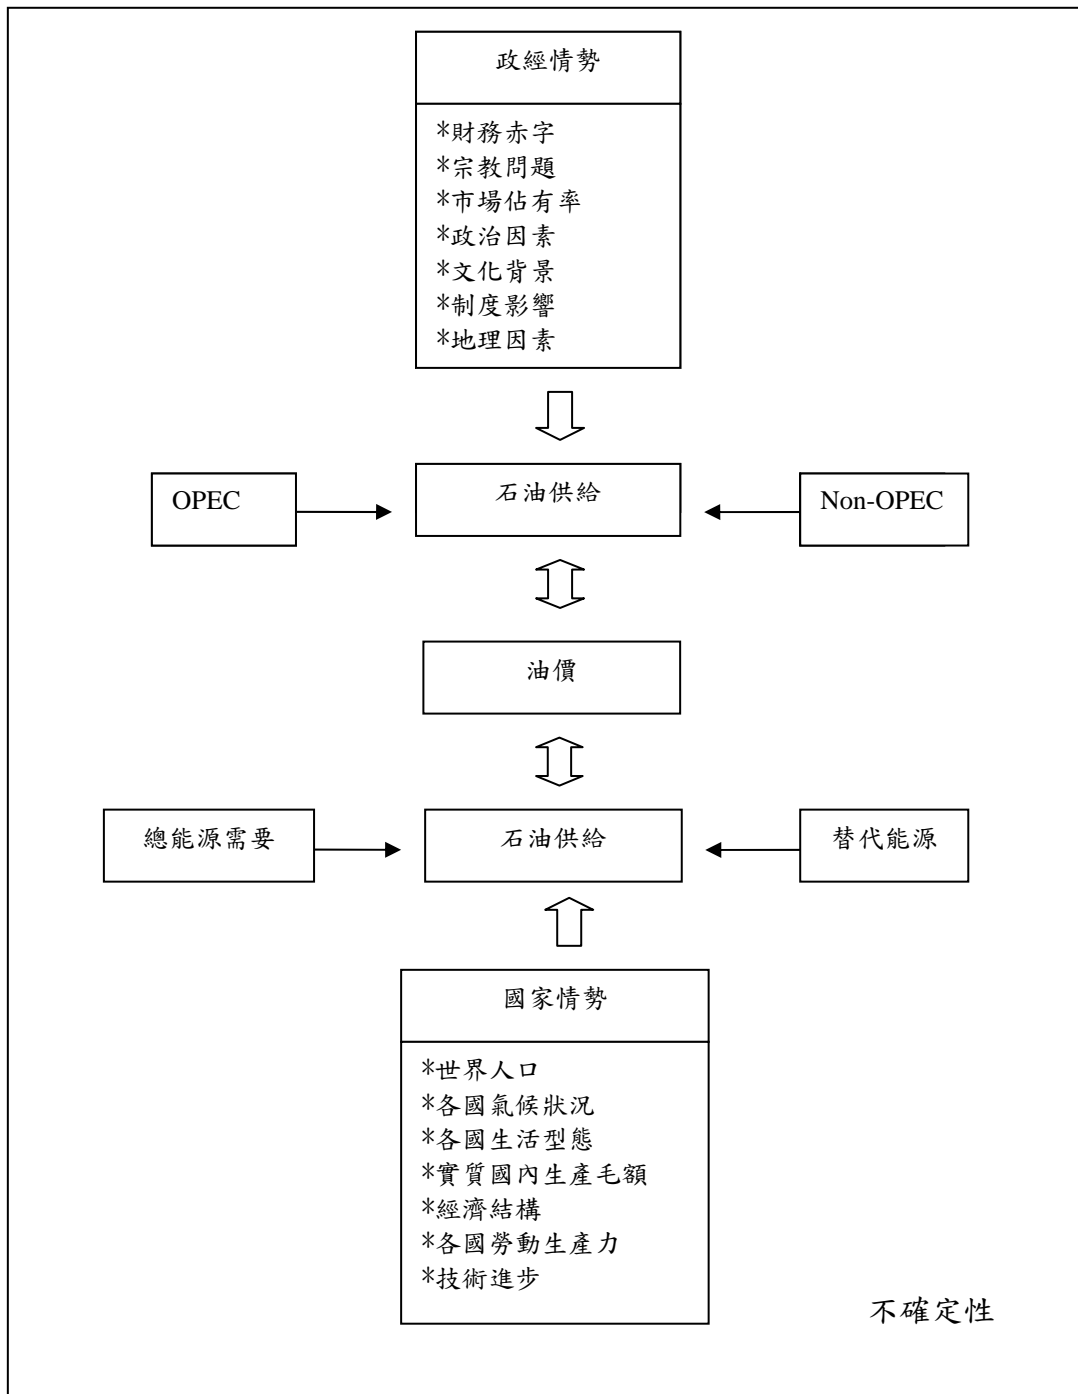 政經情勢
*財務赤字
*宗教問題
*市場佔有率
*政治因素
*文化背景
*制度影響
*地理因素
OPEC
石油供給
Non-OPEC
油價
總能源需要
石油供給
替代能源
國家情勢
*世界人口
*各國氣候狀況
*各國生活型態
*實質國內生產毛額
*經濟結構
*各國勞動生產力
*技術進步
不確定性